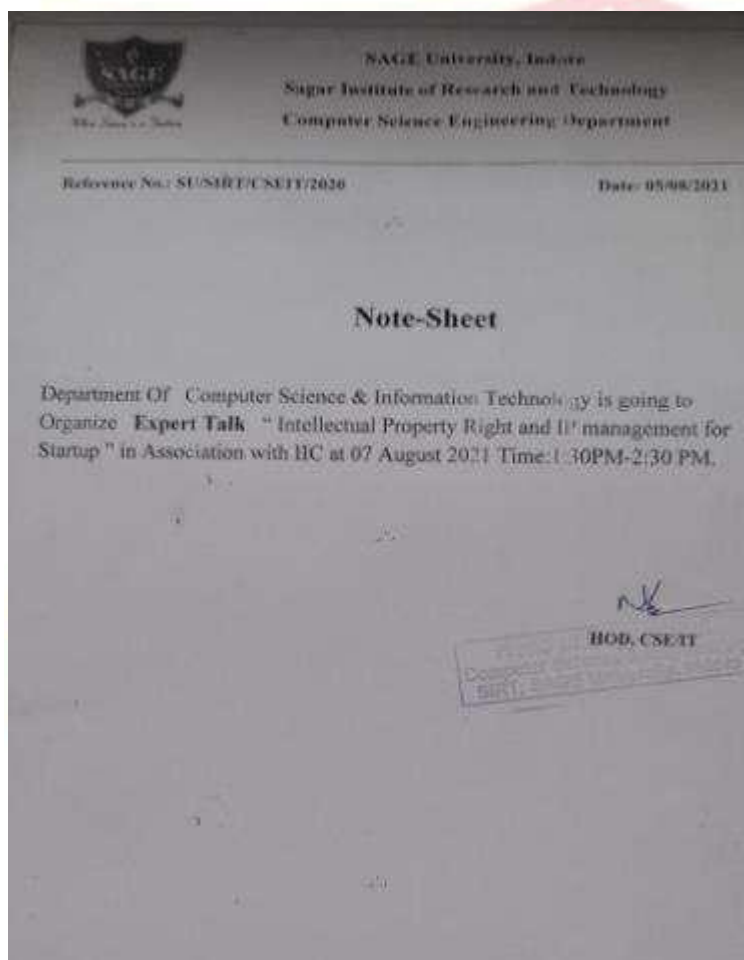 SAGE
SAGE University, Indore
Sagar Institute of Research and Technology
Computer Science Engineering Department
Reference No.: SU/SIRT/CSEIT/2020 Date: 05/08/2021
Note-Sheet
Department Of Computer Science & Information Technology is going to
Organize Expert Talk " Intellectual Property Right and IP management for
Startup " in Association with IIC at 07 August 2021 Time:1:30PM-2:30 PM.
HOD, CSE/IT
Computer
SIRT,